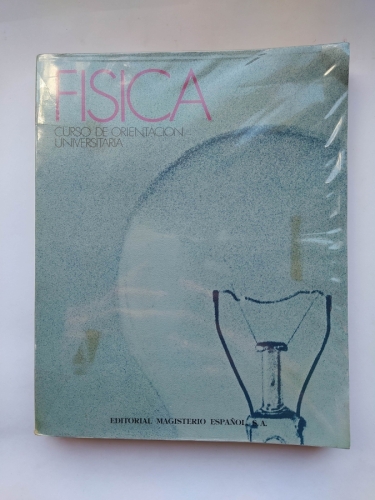 FISICA
CURSO DE ORIENTACION
UNIVERSITARIA
EDITORIAL MAGISTERIO ESPAÑOL, S.A.